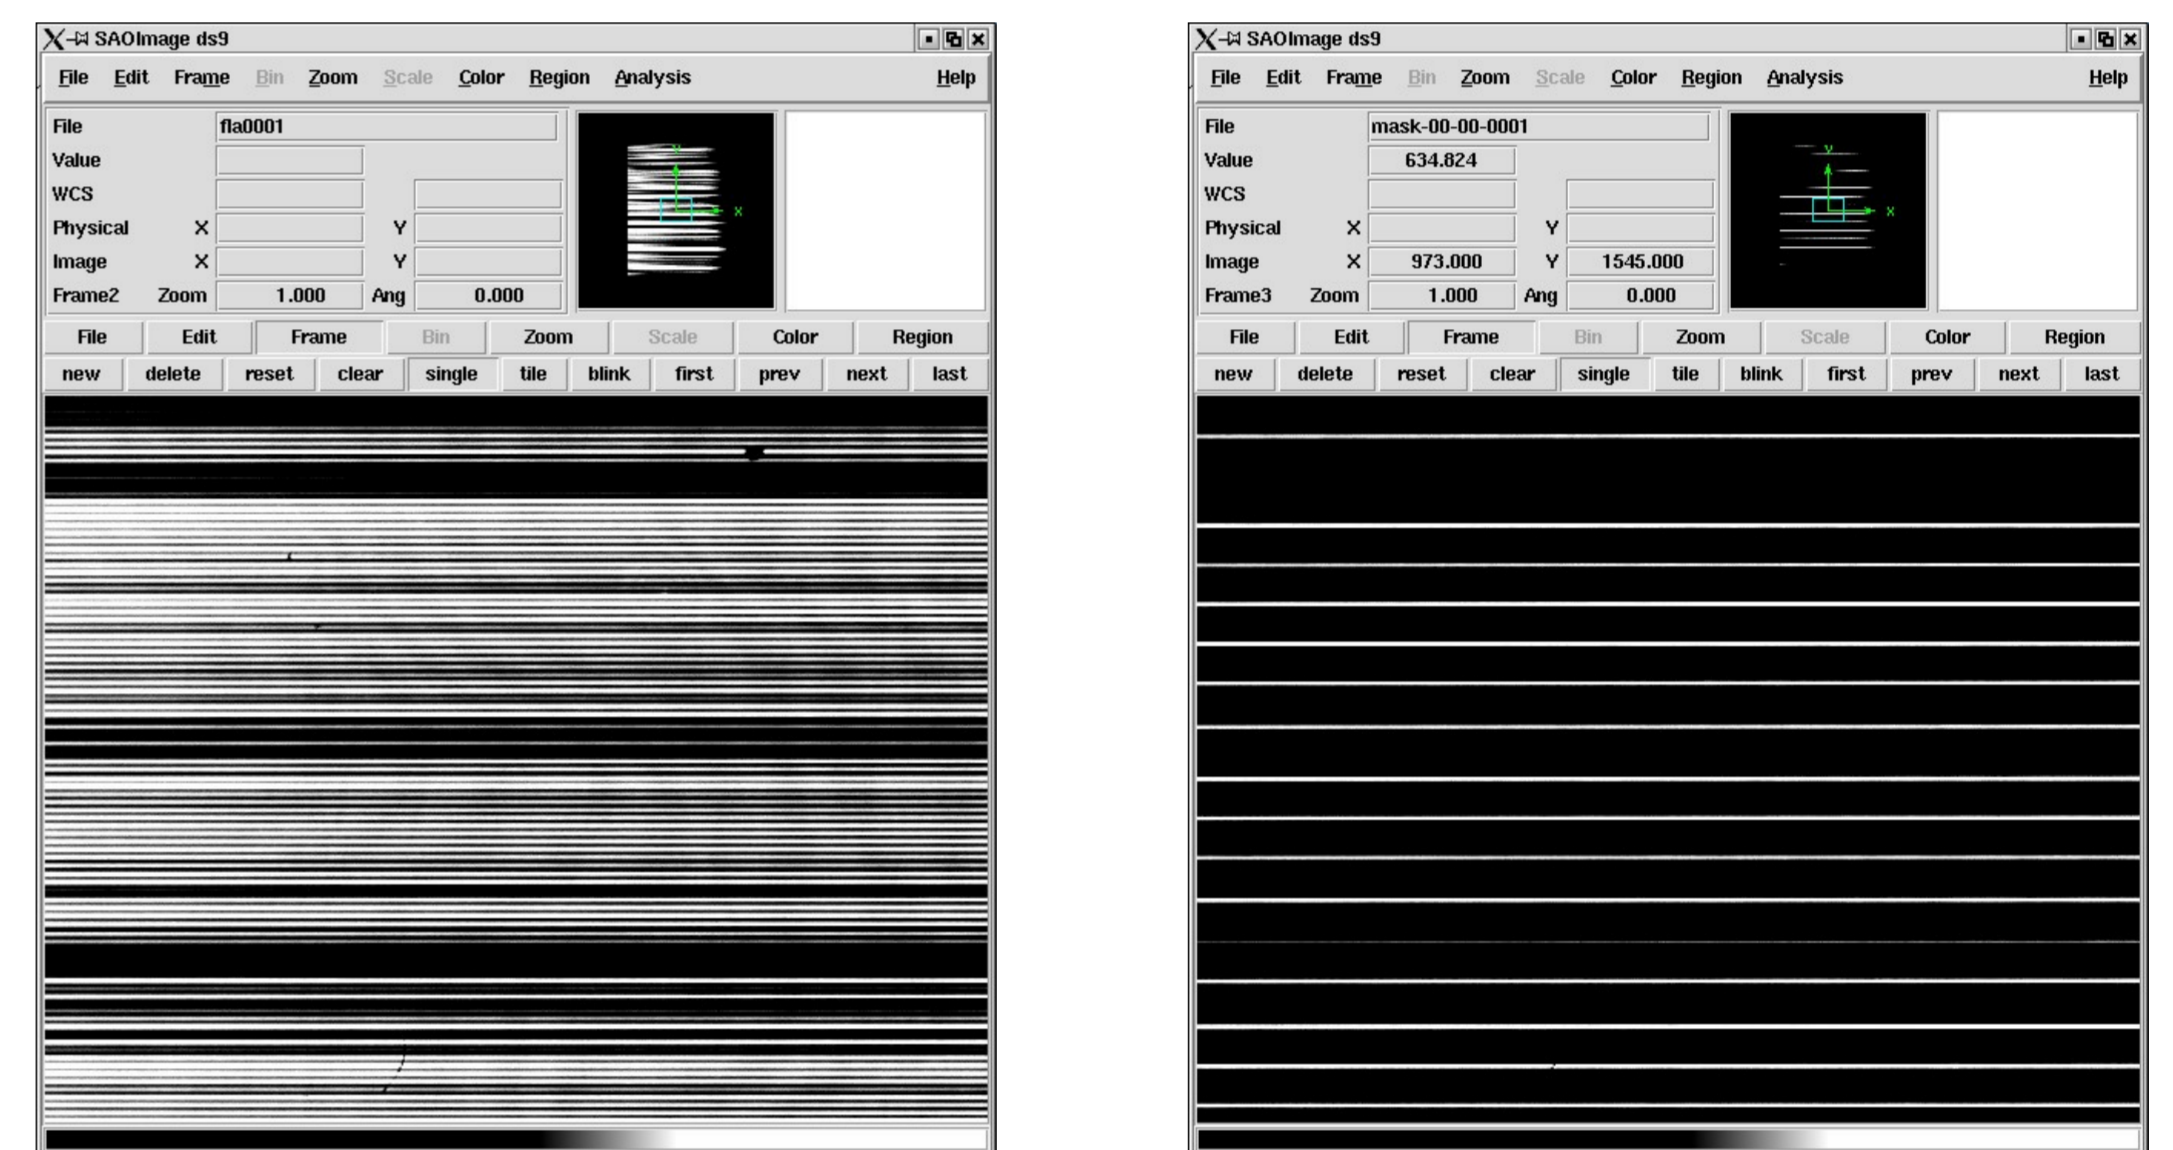 SAOImage ds9
File Edit Frame Bin Zoom Scale Color Region Analysis Help
File fla0001
Value
WCS
Physical X Y
Image X Y
Frame2 Zoom 1.000 Ang 0.000
Y
X
File Edit Frame Bin Zoom Scale Color Region
new delete reset clear single tile blink first prev next last
SAOImage ds9
File Edit Frame Bin Zoom Scale Color Region Analysis Help
File mask-00-00-0001
Value 634.824
WCS
Physical X Y
Image X 973.000 Y 1545.000
Frame3 Zoom 1.000 Ang 0.000
Y
X
File Edit Frame Bin Zoom Scale Color Region
new delete reset clear single tile blink first prev next last